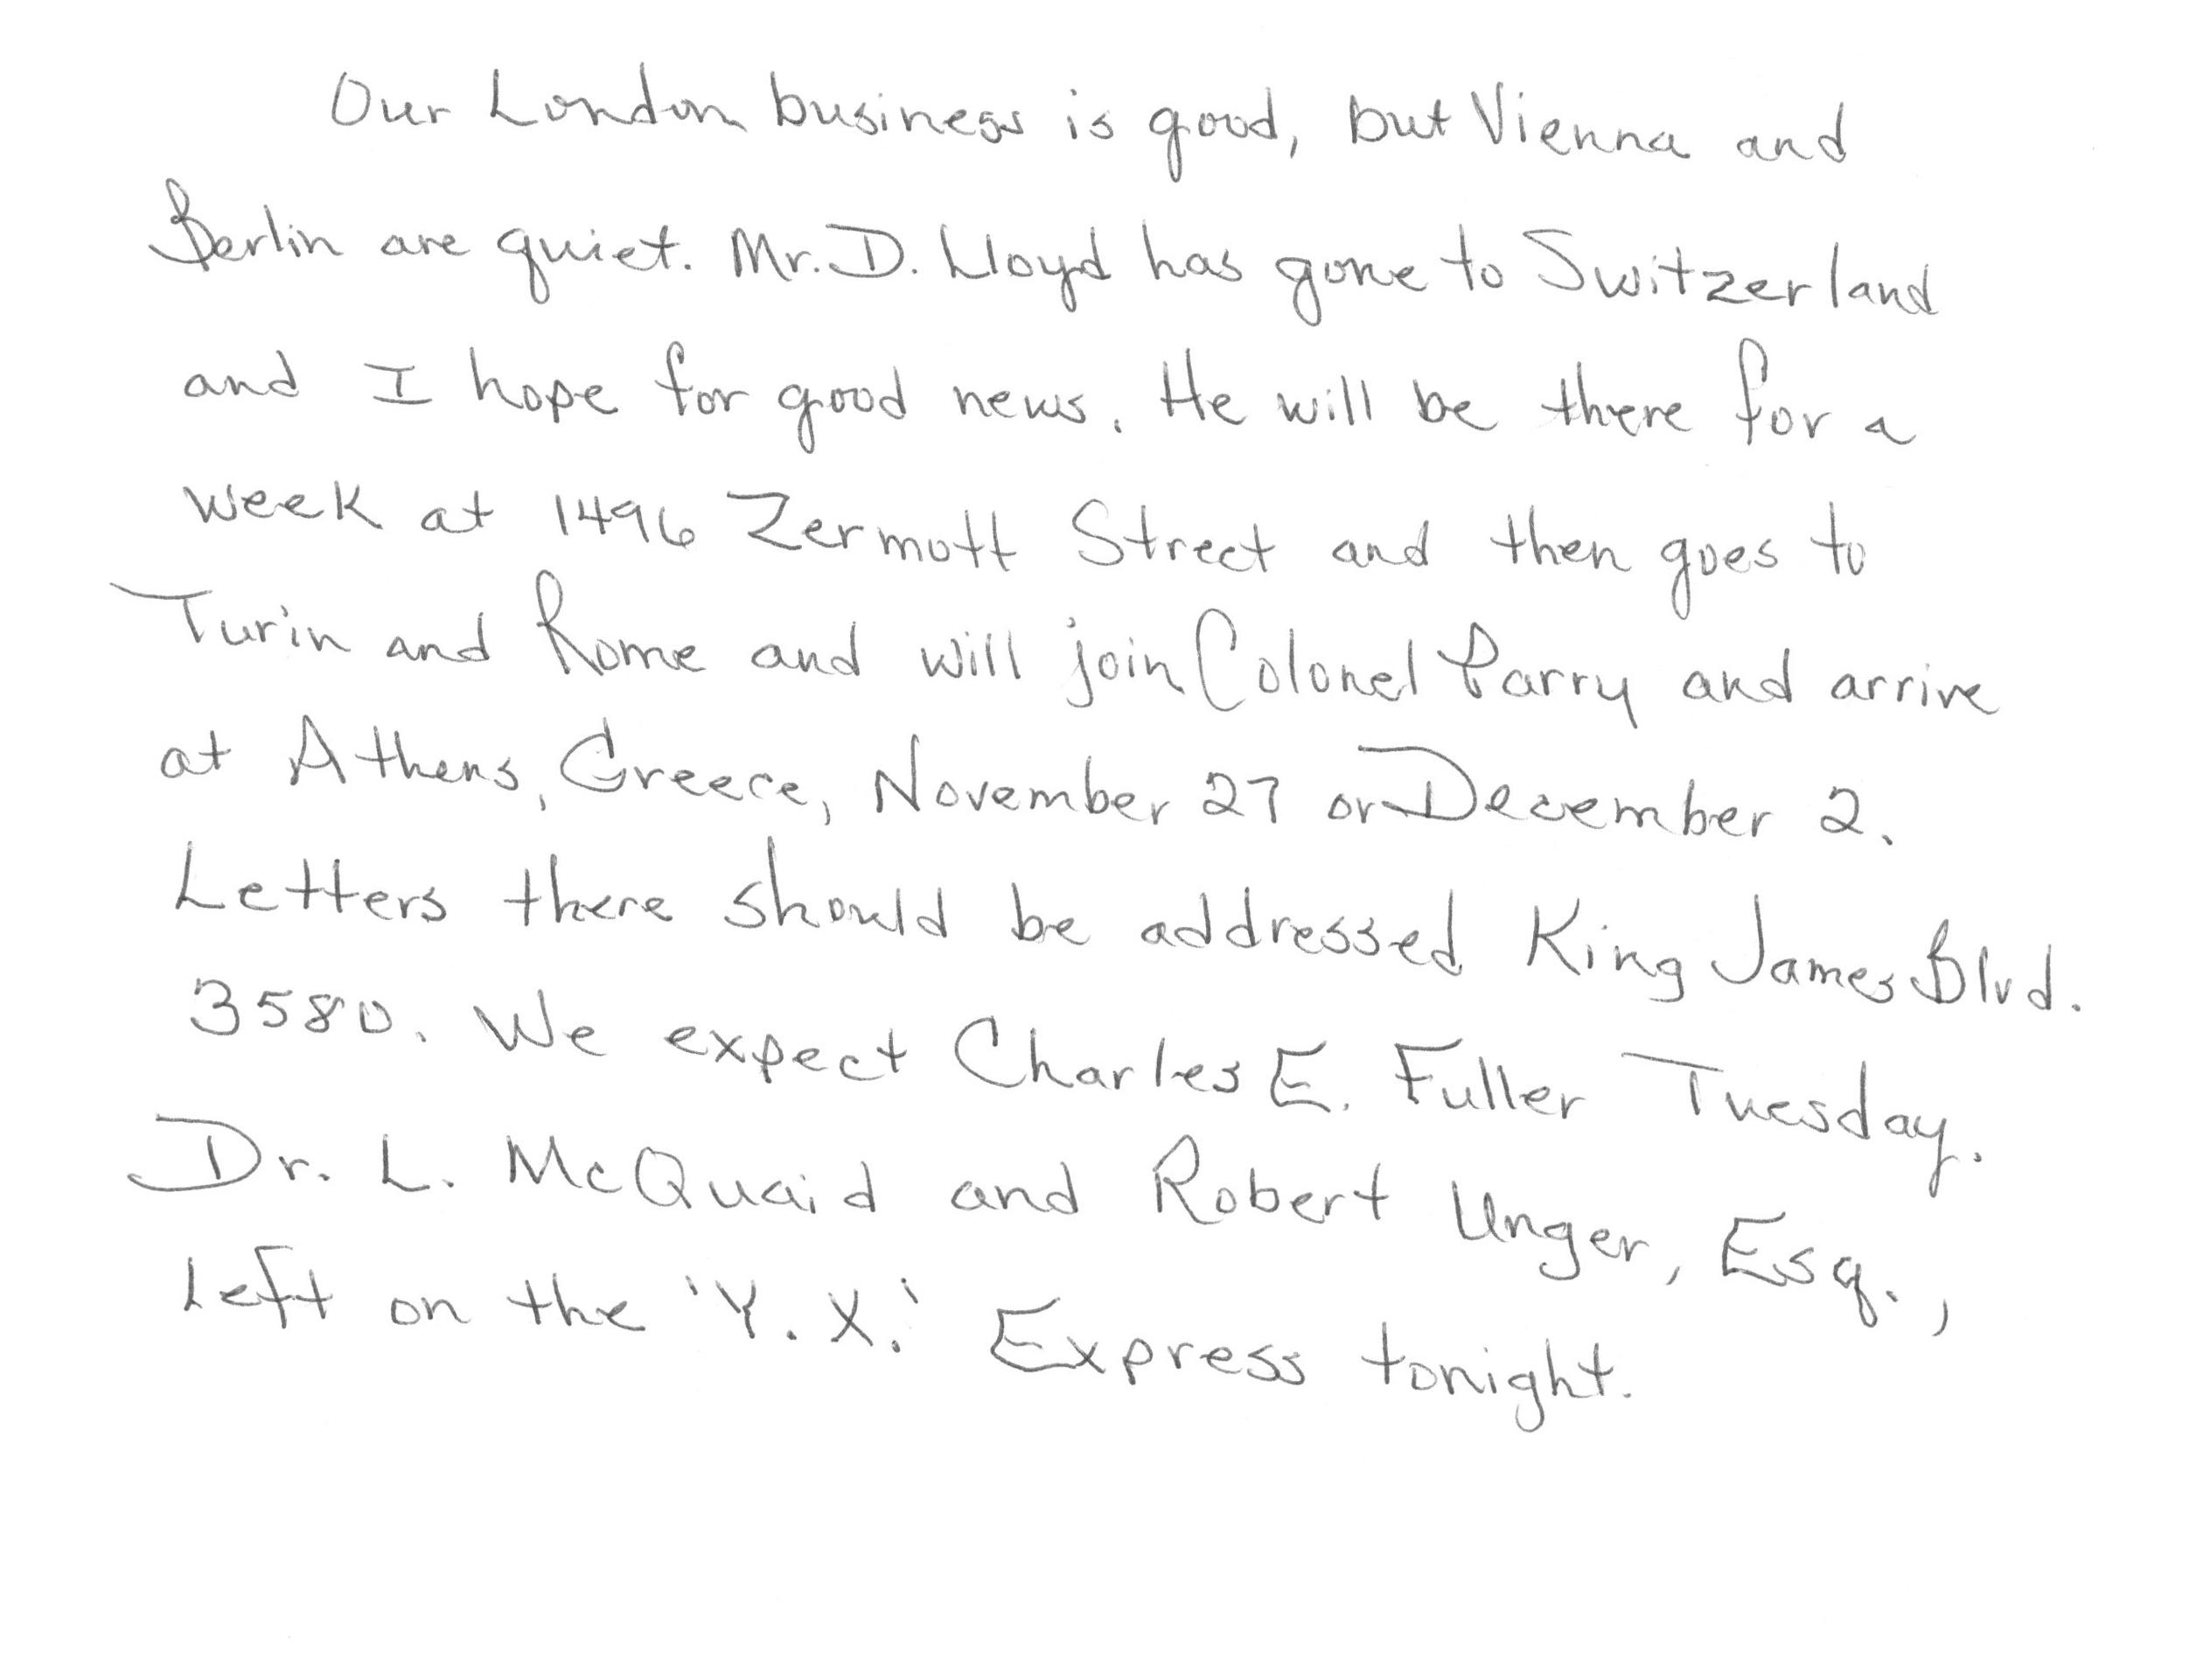 Our London business is good, but Vienna and
Berlin are quiet. Mr. D. Lloyd has gone to Switzerland
and I hope for good news. He will be there for a
week at 1496 Zermott Street and then goes to
Turin and Rome and will join Colonel Parry and arrive
at Athens, Greece, November 27 or December 2.
Letters there should be addressed King James Blvd.
3580. We expect Charles E. Fuller Tuesday.
Dr. L. McQuaid and Robert Unger, Esq.,
left on the 'Y. X.' Express tonight.